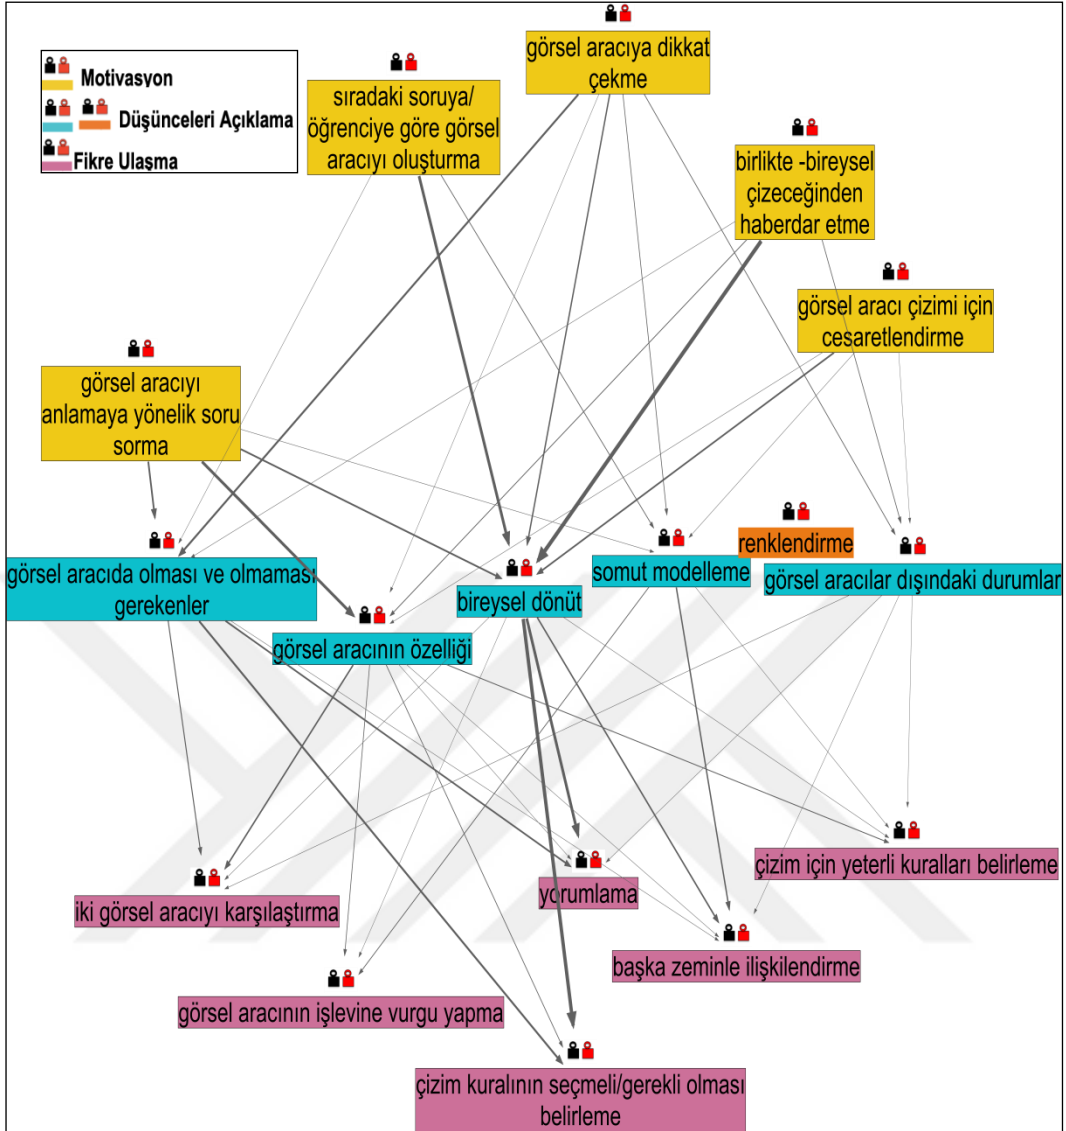 görsel aracıya dikkat
çekme
Motivasyon
Düşünceleri Açıklama
Fikre Ulaşma
sıradaki soruya/
öğrenciye göre görsel
aracıyı oluşturma
birlikte -bireysel
çizeceğinden
haberdar etme
görsel aracı çizimi için
cesaretlendirme
görsel aracıyı
anlamaya yönelik soru
sorma
renklendirme
görsel aracıda olması ve olmaması
gerekenler
somut modelleme
görsel aracılar dışındaki durumlar
bireysel dönüt
görsel aracının özelliği
çizim için yeterli kuralları belirleme
yorumlama
iki görsel aracıyı karşılaştırma
başka zeminle ilişkilendirme
görsel aracının işlevine vurgu yapma
çizim kuralının seçmeli/gerekli olması
belirleme